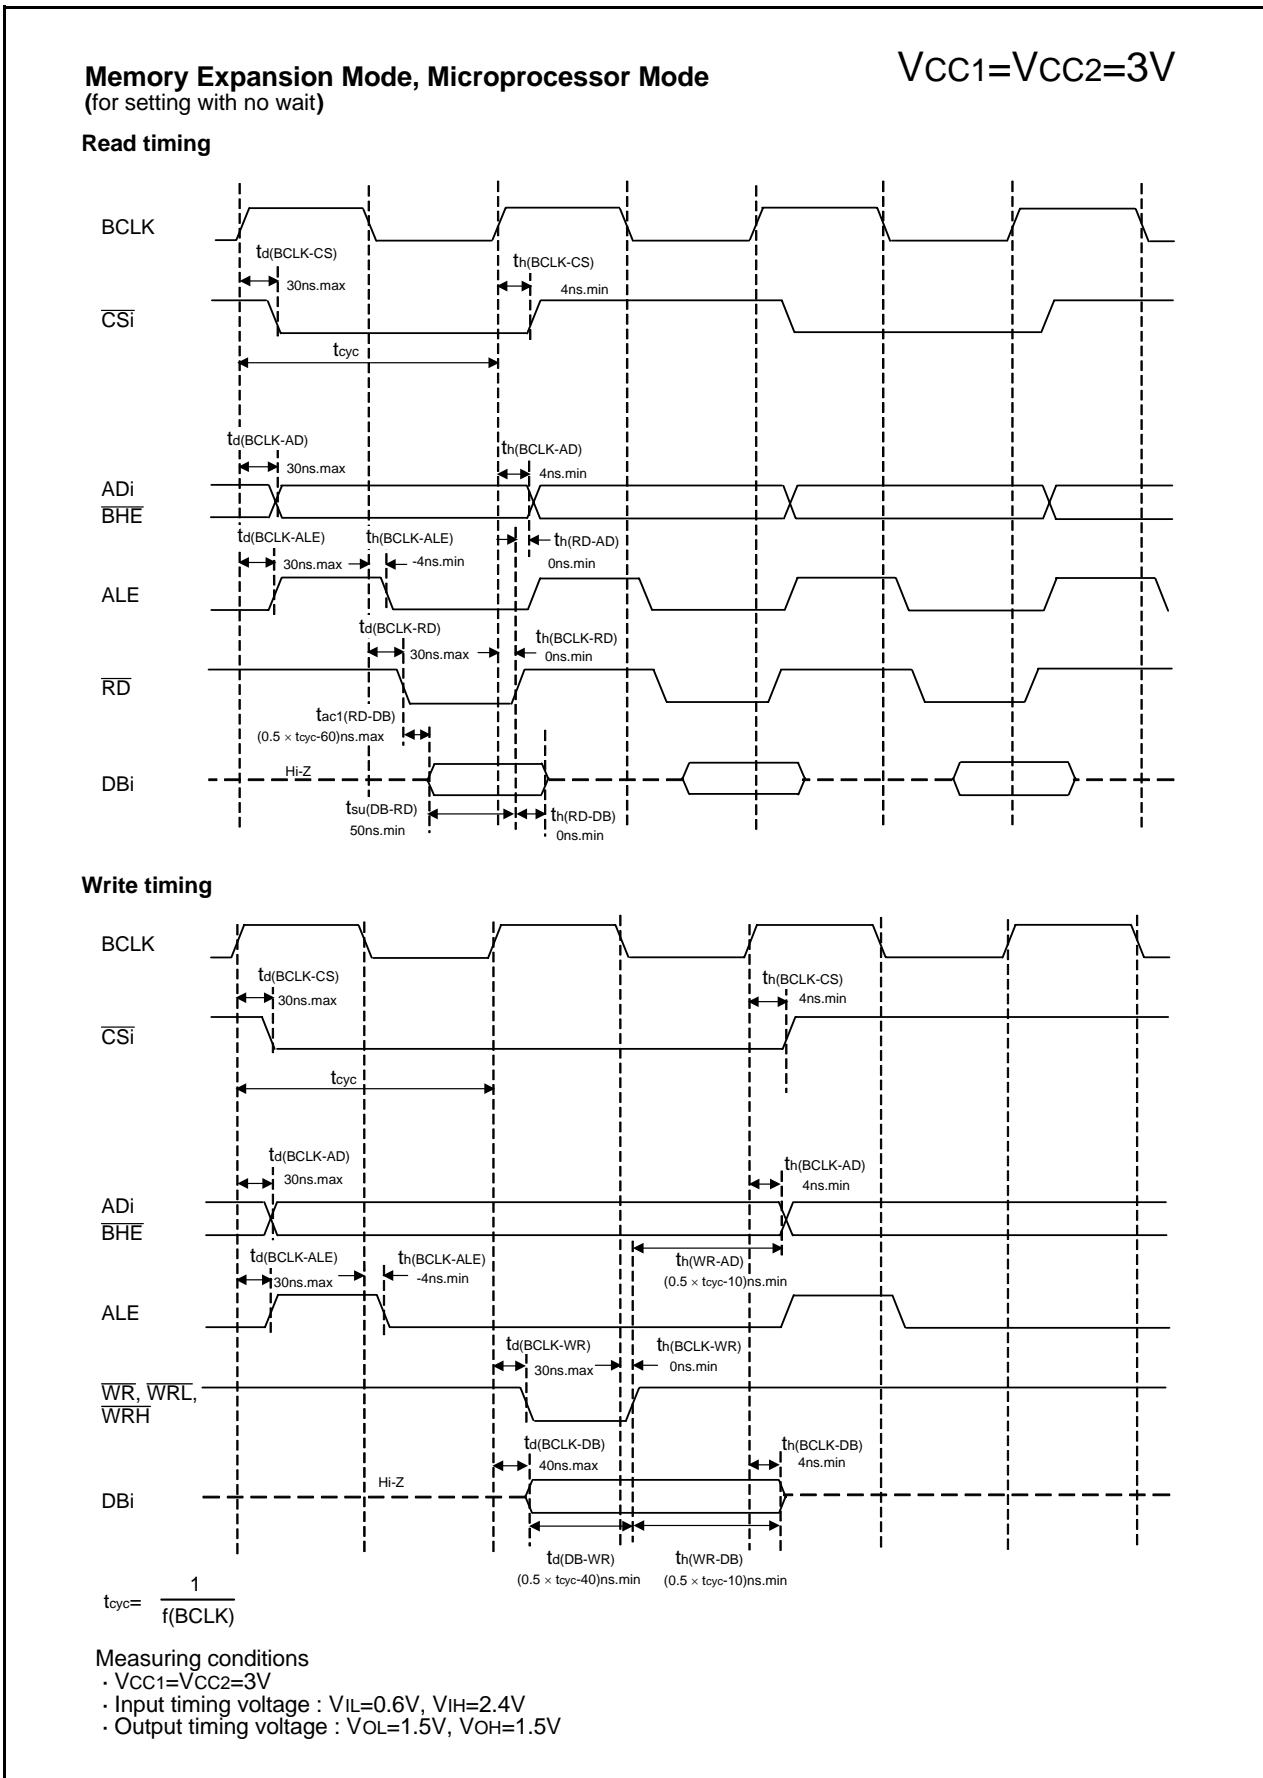 Memory Expansion Mode, Microprocessor Mode
VCC1=VCC2=3V
(for setting with no wait)
Read timing
BCLK
td(BCLK-CS)
30ns.max
th(BCLK-CS)
4ns.min
CSi
tcyc
td(BCLK-AD)
30ns.max
th(BCLK-AD)
4ns.min
ADi
BHE
td(BCLK-ALE)
30ns.max
th(BCLK-ALE)
-4ns.min
th(RD-AD)
0ns.min
ALE
td(BCLK-RD)
30ns.max
th(BCLK-RD)
0ns.min
RD
tac1(RD-DB)
(0.5 × tcyc-60)ns.max
Hi-Z
DBi
tsu(DB-RD)
50ns.min
th(RD-DB)
0ns.min
Write timing
BCLK
td(BCLK-CS)
30ns.max
th(BCLK-CS)
4ns.min
CSi
tcyc
td(BCLK-AD)
30ns.max
th(BCLK-AD)
4ns.min
ADi
BHE
td(BCLK-ALE)
30ns.max
th(BCLK-ALE)
-4ns.min
th(WR-AD)
(0.5 × tcyc-10)ns.min
ALE
td(BCLK-WR)
30ns.max
th(BCLK-WR)
0ns.min
WR, WRL,
WRH
td(BCLK-DB)
40ns.max
th(BCLK-DB)
4ns.min
Hi-Z
DBi
td(DB-WR)
(0.5 × tcyc-40)ns.min
th(WR-DB)
(0.5 × tcyc-10)ns.min
tcyc= 1
f(BCLK)
Measuring conditions
· VCC1=VCC2=3V
· Input timing voltage : VIL=0.6V, VIH=2.4V
· Output timing voltage : VOL=1.5V, VOH=1.5V